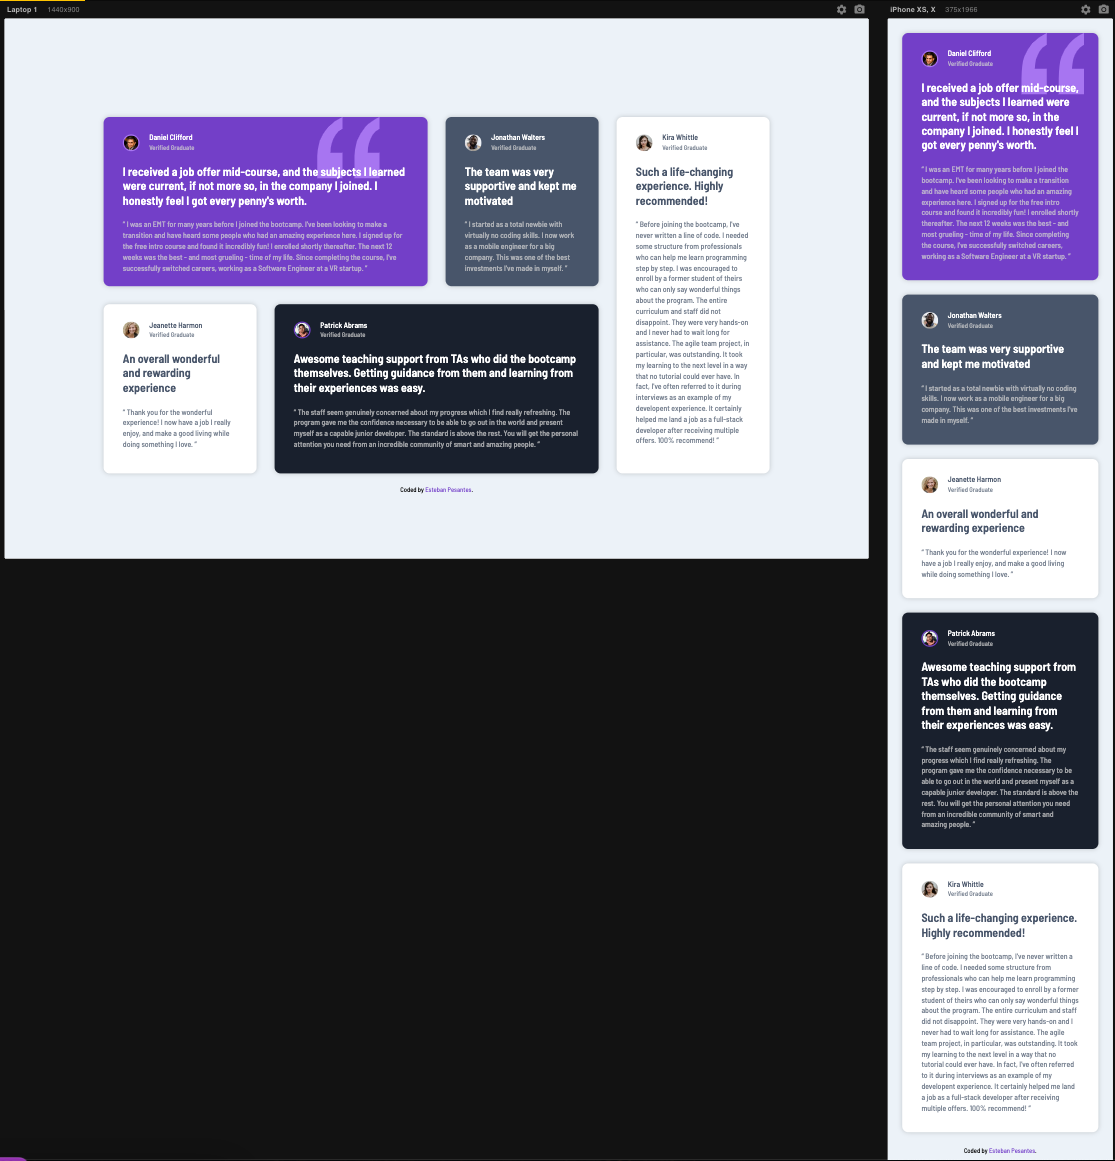 Laptop 1 1440x900
Daniel Clifford
Verified Graduate
I received a job offer mid-course, and the subjects I learned
were current, if not more so, in the company I joined. I
honestly feel I got every penny's worth.
" I was an EMT for many years before I joined the bootcamp. I've been looking to make a
transition and have heard some people who had an amazing experience here. I signed up for
the free intro course and found it incredibly fun! I enrolled shortly thereafter. The next 12
weeks was the best - and most grueling - time of my life. Since completing the course, I've
successfully switched careers, working as a Software Engineer at a VR startup. "
Jonathan Walters
Verified Graduate
The team was very
supportive and kept me
motivated
" I started as a total newbie with
virtually no coding skills. I now work
as a mobile engineer for a big
company. This was one of the best
investments I've made in myself. "
Kira Whittle
Verified Graduate
Such a life-changing
experience. Highly
recommended!
" Before joining the bootcamp, I've
never written a line of code. I needed
some structure from professionals
who can help me learn programming
step by step. I was encouraged to
enroll by a former student of theirs
who can only say wonderful things
about the program. The entire
curriculum and staff did not
disappoint. They were very hands-on
and I never had to wait long for
assistance. The agile team project, in
particular, was outstanding. It took
my learning to the next level in a way
that no tutorial could ever have. In
fact, I've often referred to it during
interviews as an example of my
developent experience. It certainly
helped me land a job as a full-stack
developer after receiving multiple
offers. 100% recommend! "
Jeanette Harmon
Verified Graduate
An overall wonderful
and rewarding
experience
" Thank you for the wonderful
experience! I now have a job I really
enjoy, and make a good living while
doing something I love. "
Patrick Abrams
Verified Graduate
Awesome teaching support from TAs who did the bootcamp
themselves. Getting guidance from them and learning from
their experiences was easy.
" The staff seem genuinely concerned about my progress which I find really refreshing. The
program gave me the confidence necessary to be able to go out in the world and present
myself as a capable junior developer. The standard is above the rest. You will get the personal
attention you need from an incredible community of smart and amazing people. "
Coded by Esteban Pesantes.
iPhone XS, X 375x1966
Daniel Clifford
Verified Graduate
I received a job offer mid-course,
and the subjects I learned were
current, if not more so, in the
company I joined. I honestly feel I
got every penny's worth.
" I was an EMT for many years before I joined the
bootcamp. I've been looking to make a transition
and have heard some people who had an amazing
experience here. I signed up for the free intro
course and found it incredibly fun! I enrolled shortly
thereafter. The next 12 weeks was the best - and
most grueling - time of my life. Since completing
the course, I've successfully switched careers,
working as a Software Engineer at a VR startup. "
Jonathan Walters
Verified Graduate
The team was very supportive
and kept me motivated
" I started as a total newbie with virtually no coding
skills. I now work as a mobile engineer for a big
company. This was one of the best investments I've
made in myself. "
Jeanette Harmon
Verified Graduate
An overall wonderful and
rewarding experience
" Thank you for the wonderful experience! I now
have a job I really enjoy, and make a good living
while doing something I love. "
Patrick Abrams
Verified Graduate
Awesome teaching support from
TAs who did the bootcamp
themselves. Getting guidance
from them and learning from
their experiences was easy.
" The staff seem genuinely concerned about my
progress which I find really refreshing. The
program gave me the confidence necessary to be
able to go out in the world and present myself as a
capable junior developer. The standard is above the
rest. You will get the personal attention you need
from an incredible community of smart and
amazing people. "
Kira Whittle
Verified Graduate
Such a life-changing experience.
Highly recommended!
" Before joining the bootcamp, I've never written a
line of code. I needed some structure from
professionals who can help me learn programming
step by step. I was encouraged to enroll by a former
student of theirs who can only say wonderful things
about the program. The entire curriculum and staff
did not disappoint. They were very hands-on and I
never had to wait long for assistance. The agile
team project, in particular, was outstanding. It took
my learning to the next level in a way that no
tutorial could ever have. In fact, I've often referred
to it during interviews as an example of my
developent experience. It certainly helped me land
a job as a full-stack developer after receiving
multiple offers. 100% recommend! "
Coded by Esteban Pesantes.